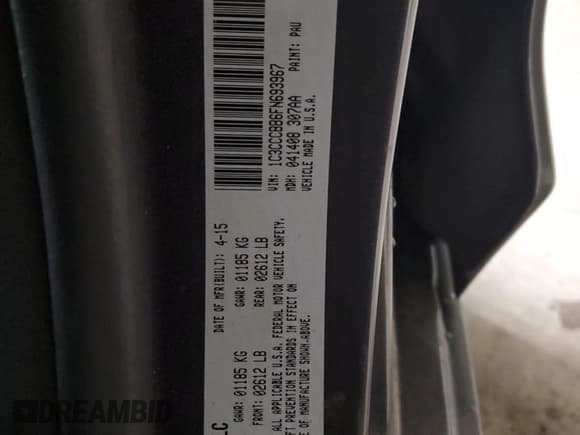 LC
DATE OF MFR(BUILT): 4-15
GAWR: 01185 KG GAWR: 01185 KG
FRONT: 02612 LB REAR: 02612 LB
ALL APPLICABLE U.S.A. FEDERAL MOTOR VEHICLE SAFETY,
FT PREVENTION STANDARDS IN EFFECT ON
OF MANUFACTURE SHOWN ABOVE.
VIN: 1C3CCCBB6FN693967
MDH: 041408 307AA PAINT: PAU
VEHICLE MADE IN U.S.A.
DREAMBID